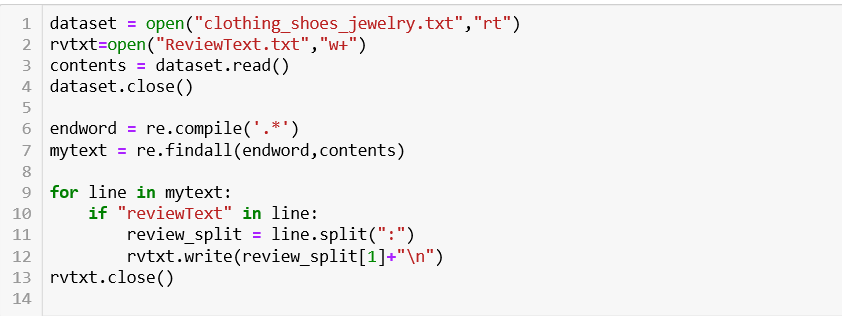 1 dataset = open("clothing_shoes_jewelry.txt","rt")
2 rvtxt=open("ReviewText.txt","w+")
3 contents = dataset.read()
4 dataset.close()
5
6 endword = re.compile('.*')
7 mytext = re.findall(endword,contents)
8
9 for line in mytext:
10     if "reviewText" in line:
11         review_split = line.split(":")
12         rvtxt.write(review_split[1]+"\n")
13 rvtxt.close()
14